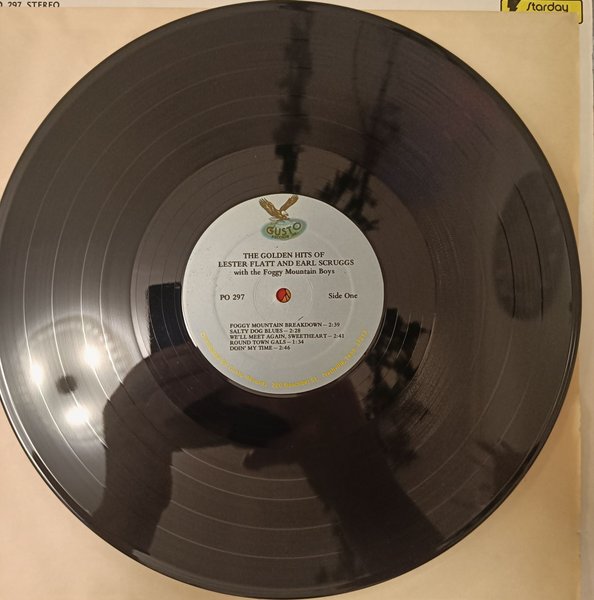 O 297 STEREO
Starday
GUSTO
THE GOLDEN HITS OF
LESTER FLATT AND EARL SCRUGGS
with the Foggy Mountain Boys
PO 297 Side One
FOGGY MOUNTAIN BREAKDOWN — 2:39
SALTY DOG BLUES — 2:28
WE'LL MEET AGAIN, SWEETHEART — 2:41
ROUND TOWN GALS — 1:34
DOIN' MY TIME — 2:46